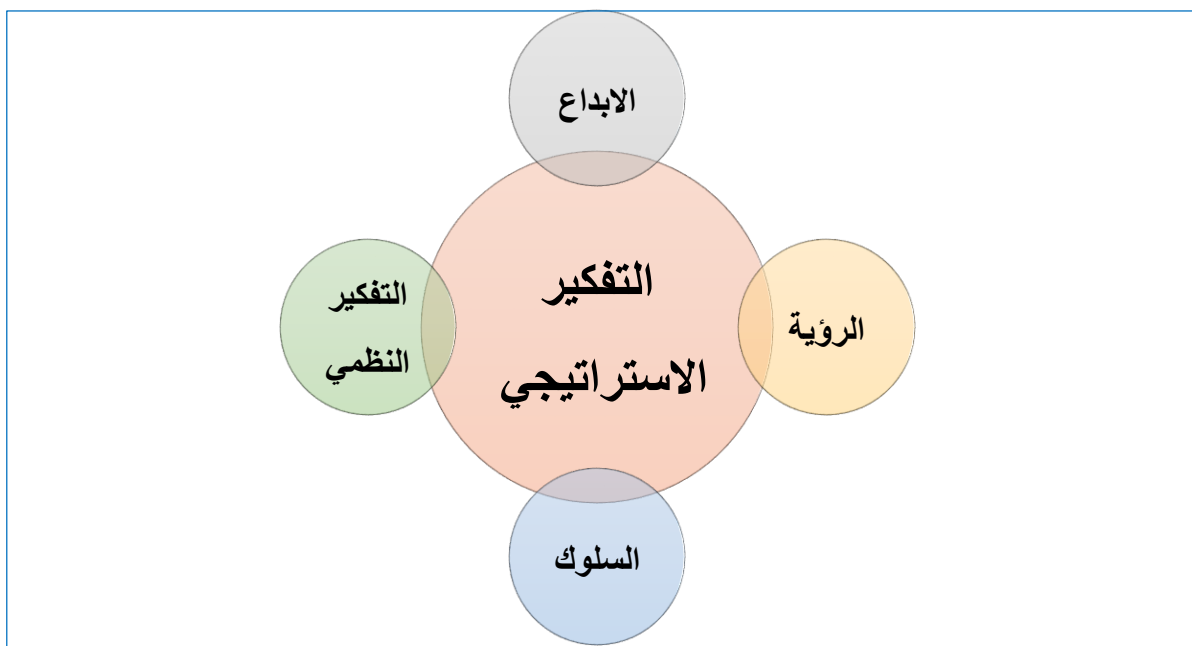 الابداع
التفكير
الاستراتيجي
الرؤية
التفكير
النظمي
السلوك